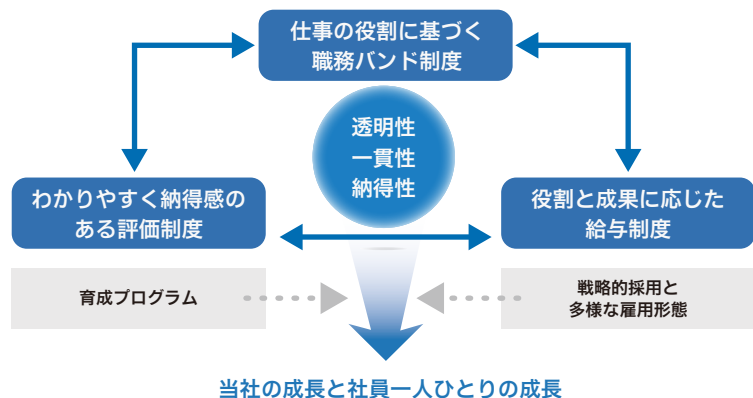 仕事の役割に基づく
職務バンド制度
透明性
一貫性
納得性
わかりやすく納得感の
ある評価制度
役割と成果に応じた
給与制度
育成プログラム
戦略的採用と
多様な雇用形態
当社の成長と社員一人ひとりの成長